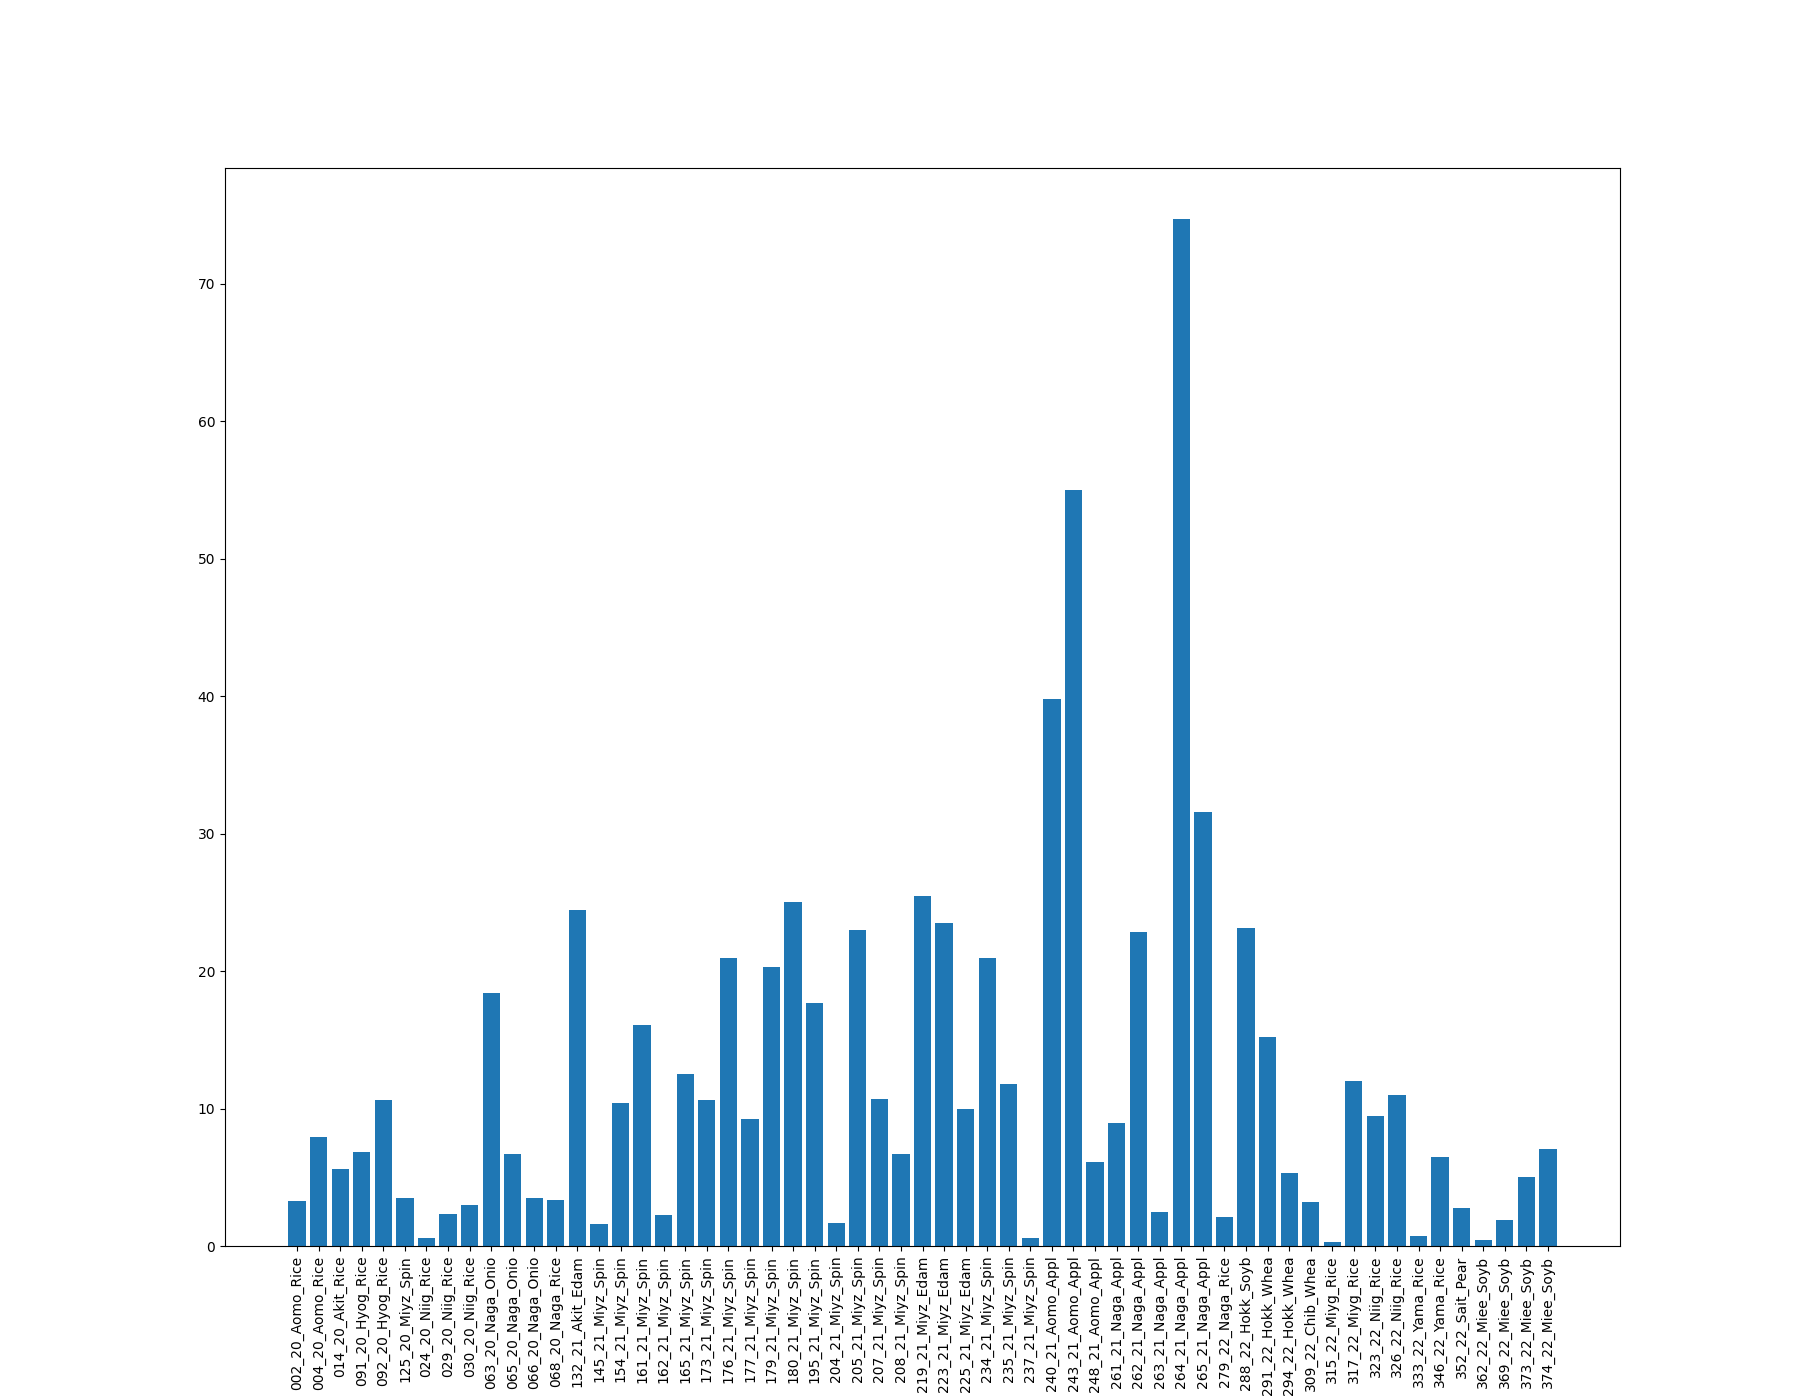 70
60
50
40
30
20
10
0
002_20_Aomo_Rice
004_20_Aomo_Rice
014_20_Akit_Rice
091_20_Hyog_Rice
092_20_Hyog_Rice
125_20_Miyz_Spin
024_20_Niig_Rice
029_20_Niig_Rice
030_20_Niig_Rice
063_20_Naga_Onio
065_20_Naga_Onio
066_20_Naga_Onio
068_20_Naga_Rice
132_21_Akit_Edam
145_21_Miyz_Spin
154_21_Miyz_Spin
161_21_Miyz_Spin
162_21_Miyz_Spin
165_21_Miyz_Spin
173_21_Miyz_Spin
176_21_Miyz_Spin
177_21_Miyz_Spin
179_21_Miyz_Spin
180_21_Miyz_Spin
195_21_Miyz_Spin
204_21_Miyz_Spin
205_21_Miyz_Spin
207_21_Miyz_Spin
208_21_Miyz_Spin
219_21_Miyz_Edam
223_21_Miyz_Edam
225_21_Miyz_Edam
234_21_Miyz_Spin
235_21_Miyz_Spin
237_21_Miyz_Spin
240_21_Aomo_Appl
243_21_Aomo_Appl
248_21_Aomo_Appl
261_21_Naga_Appl
262_21_Naga_Appl
263_21_Naga_Appl
264_21_Naga_Appl
265_21_Naga_Appl
279_22_Naga_Rice
288_22_Hokk_Soyb
291_22_Hokk_Whea
294_22_Hokk_Whea
309_22_Chib_Whea
315_22_Miyg_Rice
317_22_Miyg_Rice
323_22_Niig_Rice
326_22_Niig_Rice
333_22_Yama_Rice
346_22_Yama_Rice
352_22_Sait_Pear
362_22_Miee_Soyb
369_22_Miee_Soyb
373_22_Miee_Soyb
374_22_Miee_Soyb